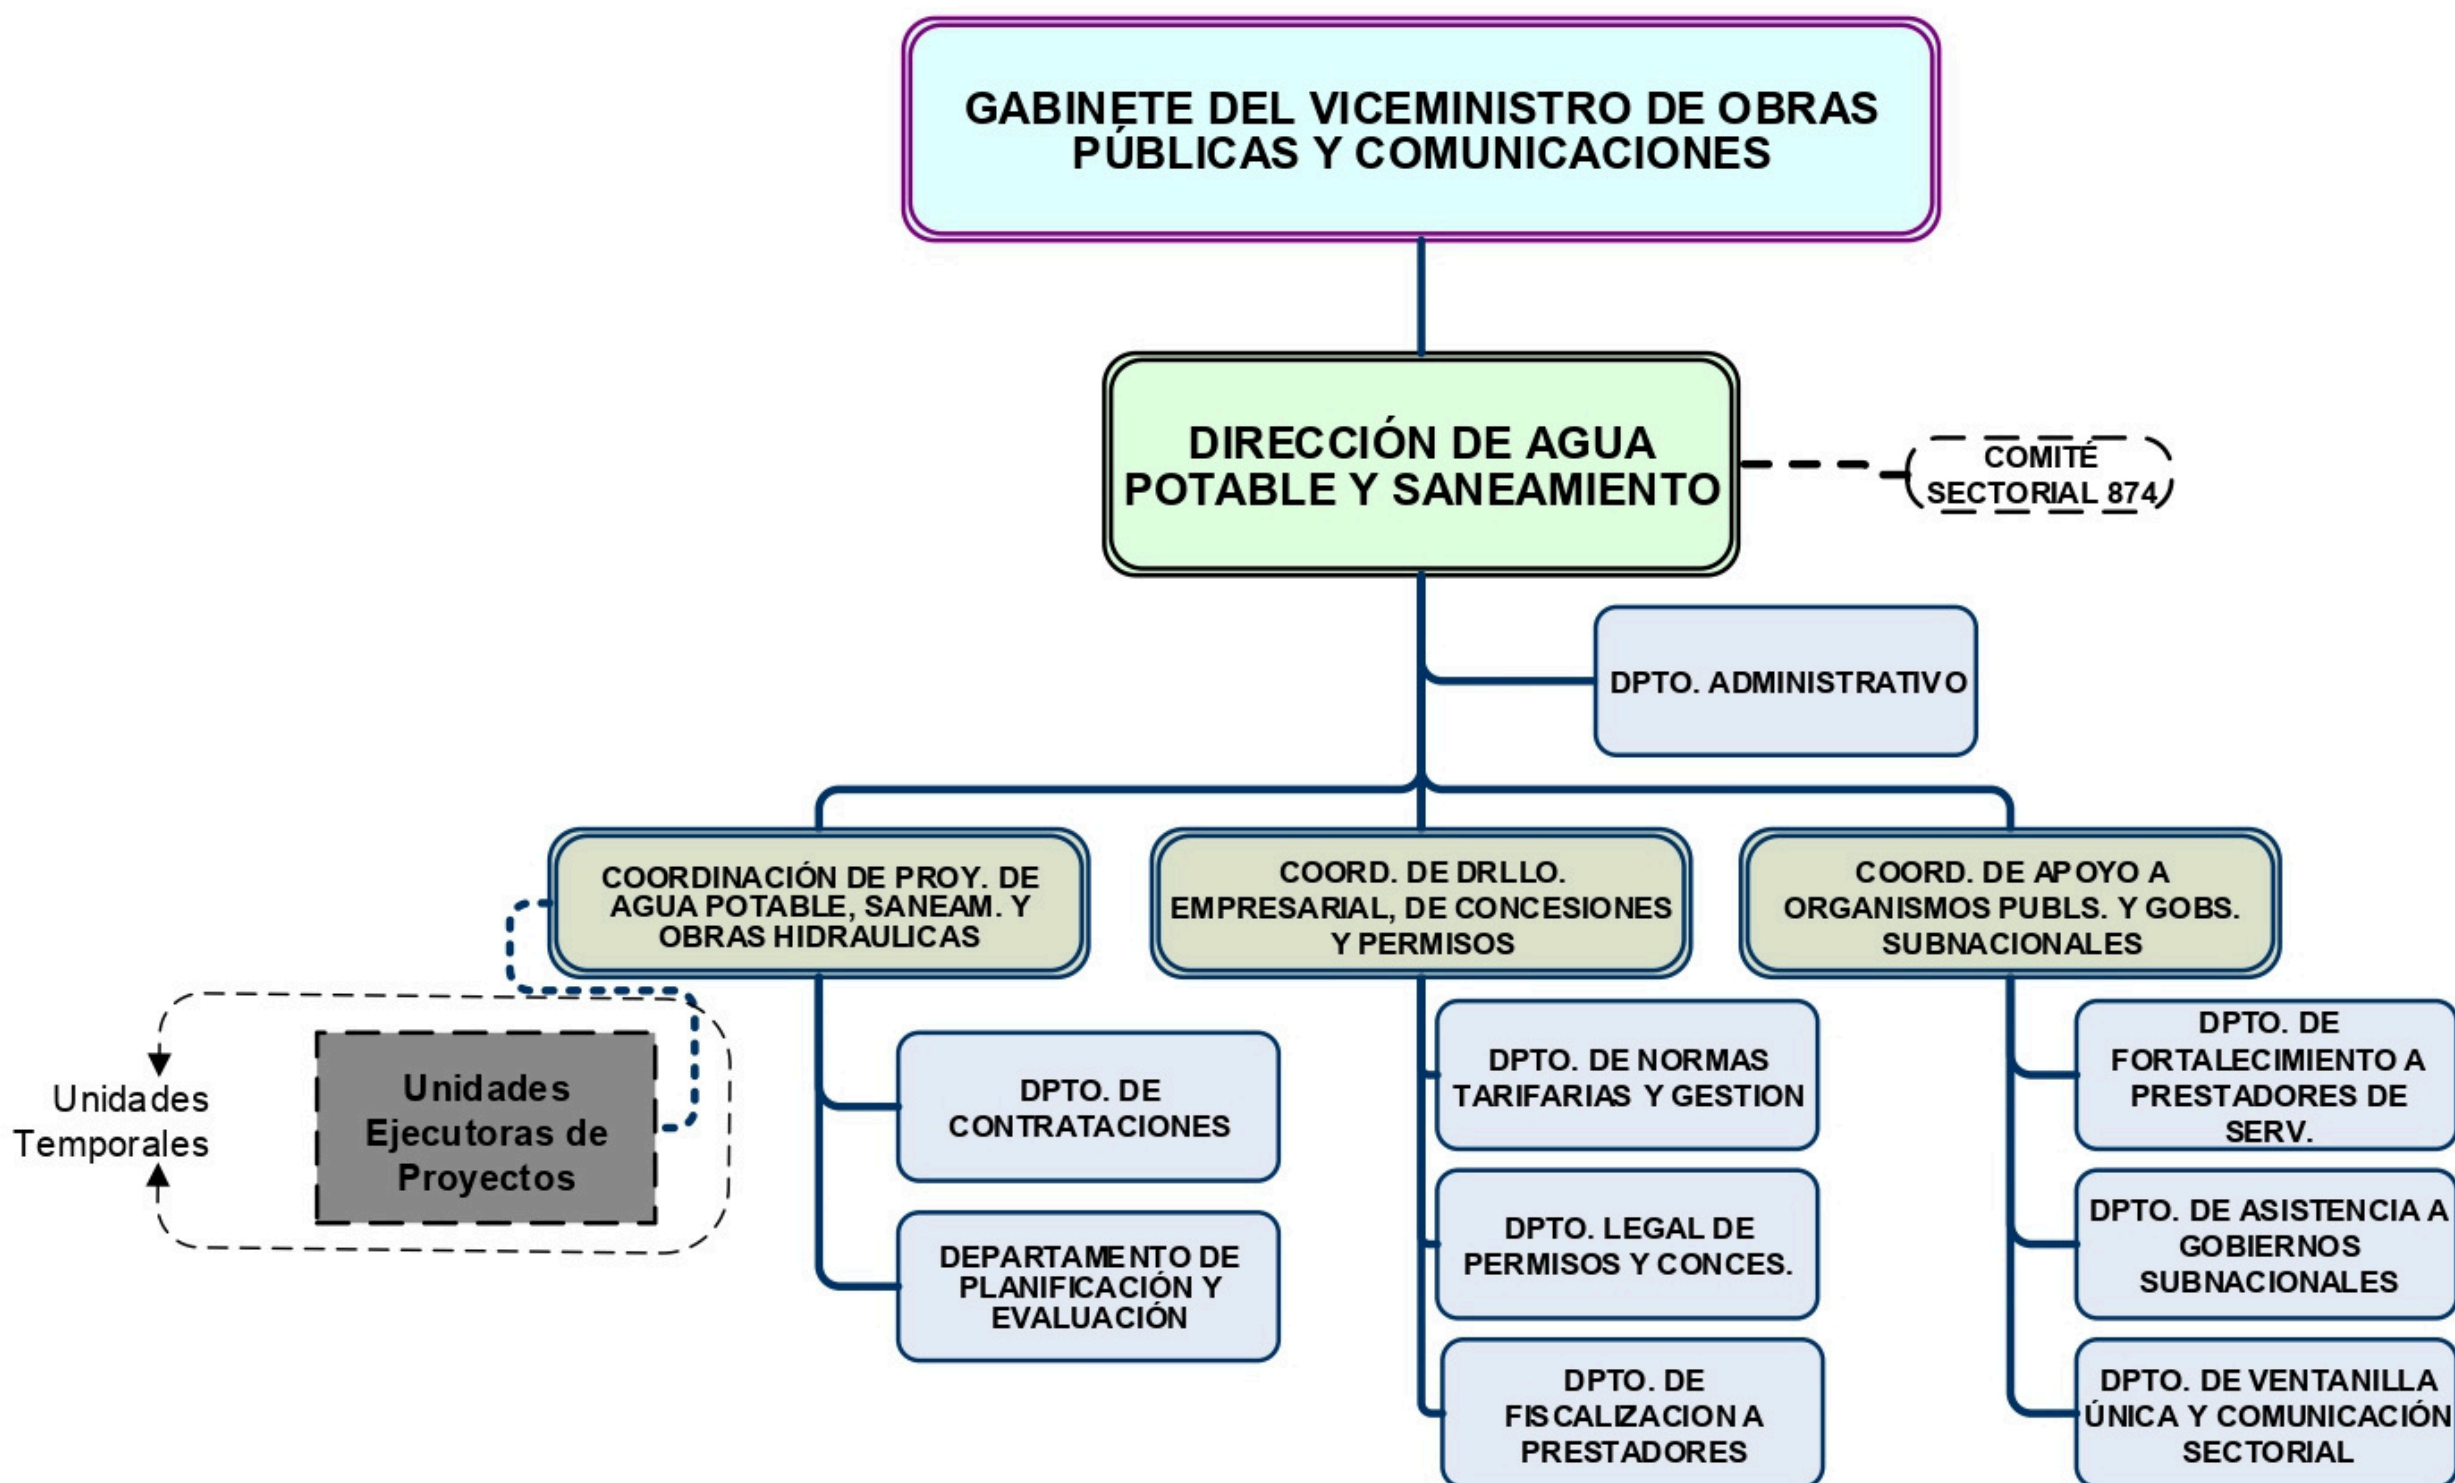 GABINETE DEL VICEMINISTRO DE OBRAS
PÚBLICAS Y COMUNICACIONES
DIRECCIÓN DE AGUA
POTABLE Y SANEAMIENTO
COMITÉ
SECTORIAL 874
DPTO. ADMINISTRATIVO
COORDINACIÓN DE PROY. DE
AGUA POTABLE, SANEAM. Y
OBRAS HIDRAULICAS
COORD. DE DRLLO.
EMPRESARIAL, DE CONCESIONES
Y PERMISOS
COORD. DE APOYO A
ORGANISMOS PUBLS. Y GOBS.
SUBNACIONALES
Unidades
Temporales
Unidades
Ejecutoras de
Proyectos
DPTO. DE
CONTRATACIONES
DEPARTAMENTO DE
PLANIFICACIÓN Y
EVALUACIÓN
DPTO. DE NORMAS
TARIFARIAS Y GESTION
DPTO. LEGAL DE
PERMISOS Y CONCES.
DPTO. DE
FISCALIZACION A
PRESTADORES
DPTO. DE
FORTALECIMIENTO A
PRESTADORES DE
SERV.
DPTO. DE ASISTENCIA A
GOBIERNOS
SUBNACIONALES
DPTO. DE VENTANILLA
ÚNICA Y COMUNICACIÓN
SECTORIAL